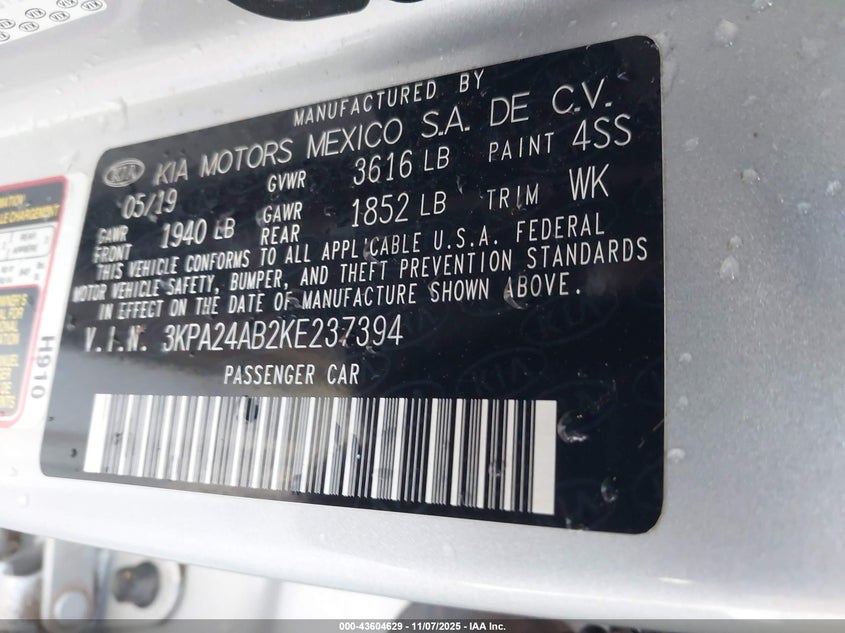 MANUFACTURED BY
KIA KIA MOTORS MEXICO S.A. DE C.V.
05/19 GVWR 3616 LB PAINT 4SS
GAWR FRONT 1940 LB GAWR REAR 1852 LB TRIM WK
THIS VEHICLE CONFORMS TO ALL APPLICABLE U.S.A. FEDERAL
MOTOR VEHICLE SAFETY, BUMPER, AND THEFT PREVENTION STANDARDS
IN EFFECT ON THE DATE OF MANUFACTURE SHOWN ABOVE.
V.I.N. 3KPA24AB2KE237394
PASSENGER CAR
H910
000-43604629 - 11/07/2025 - IAA Inc.